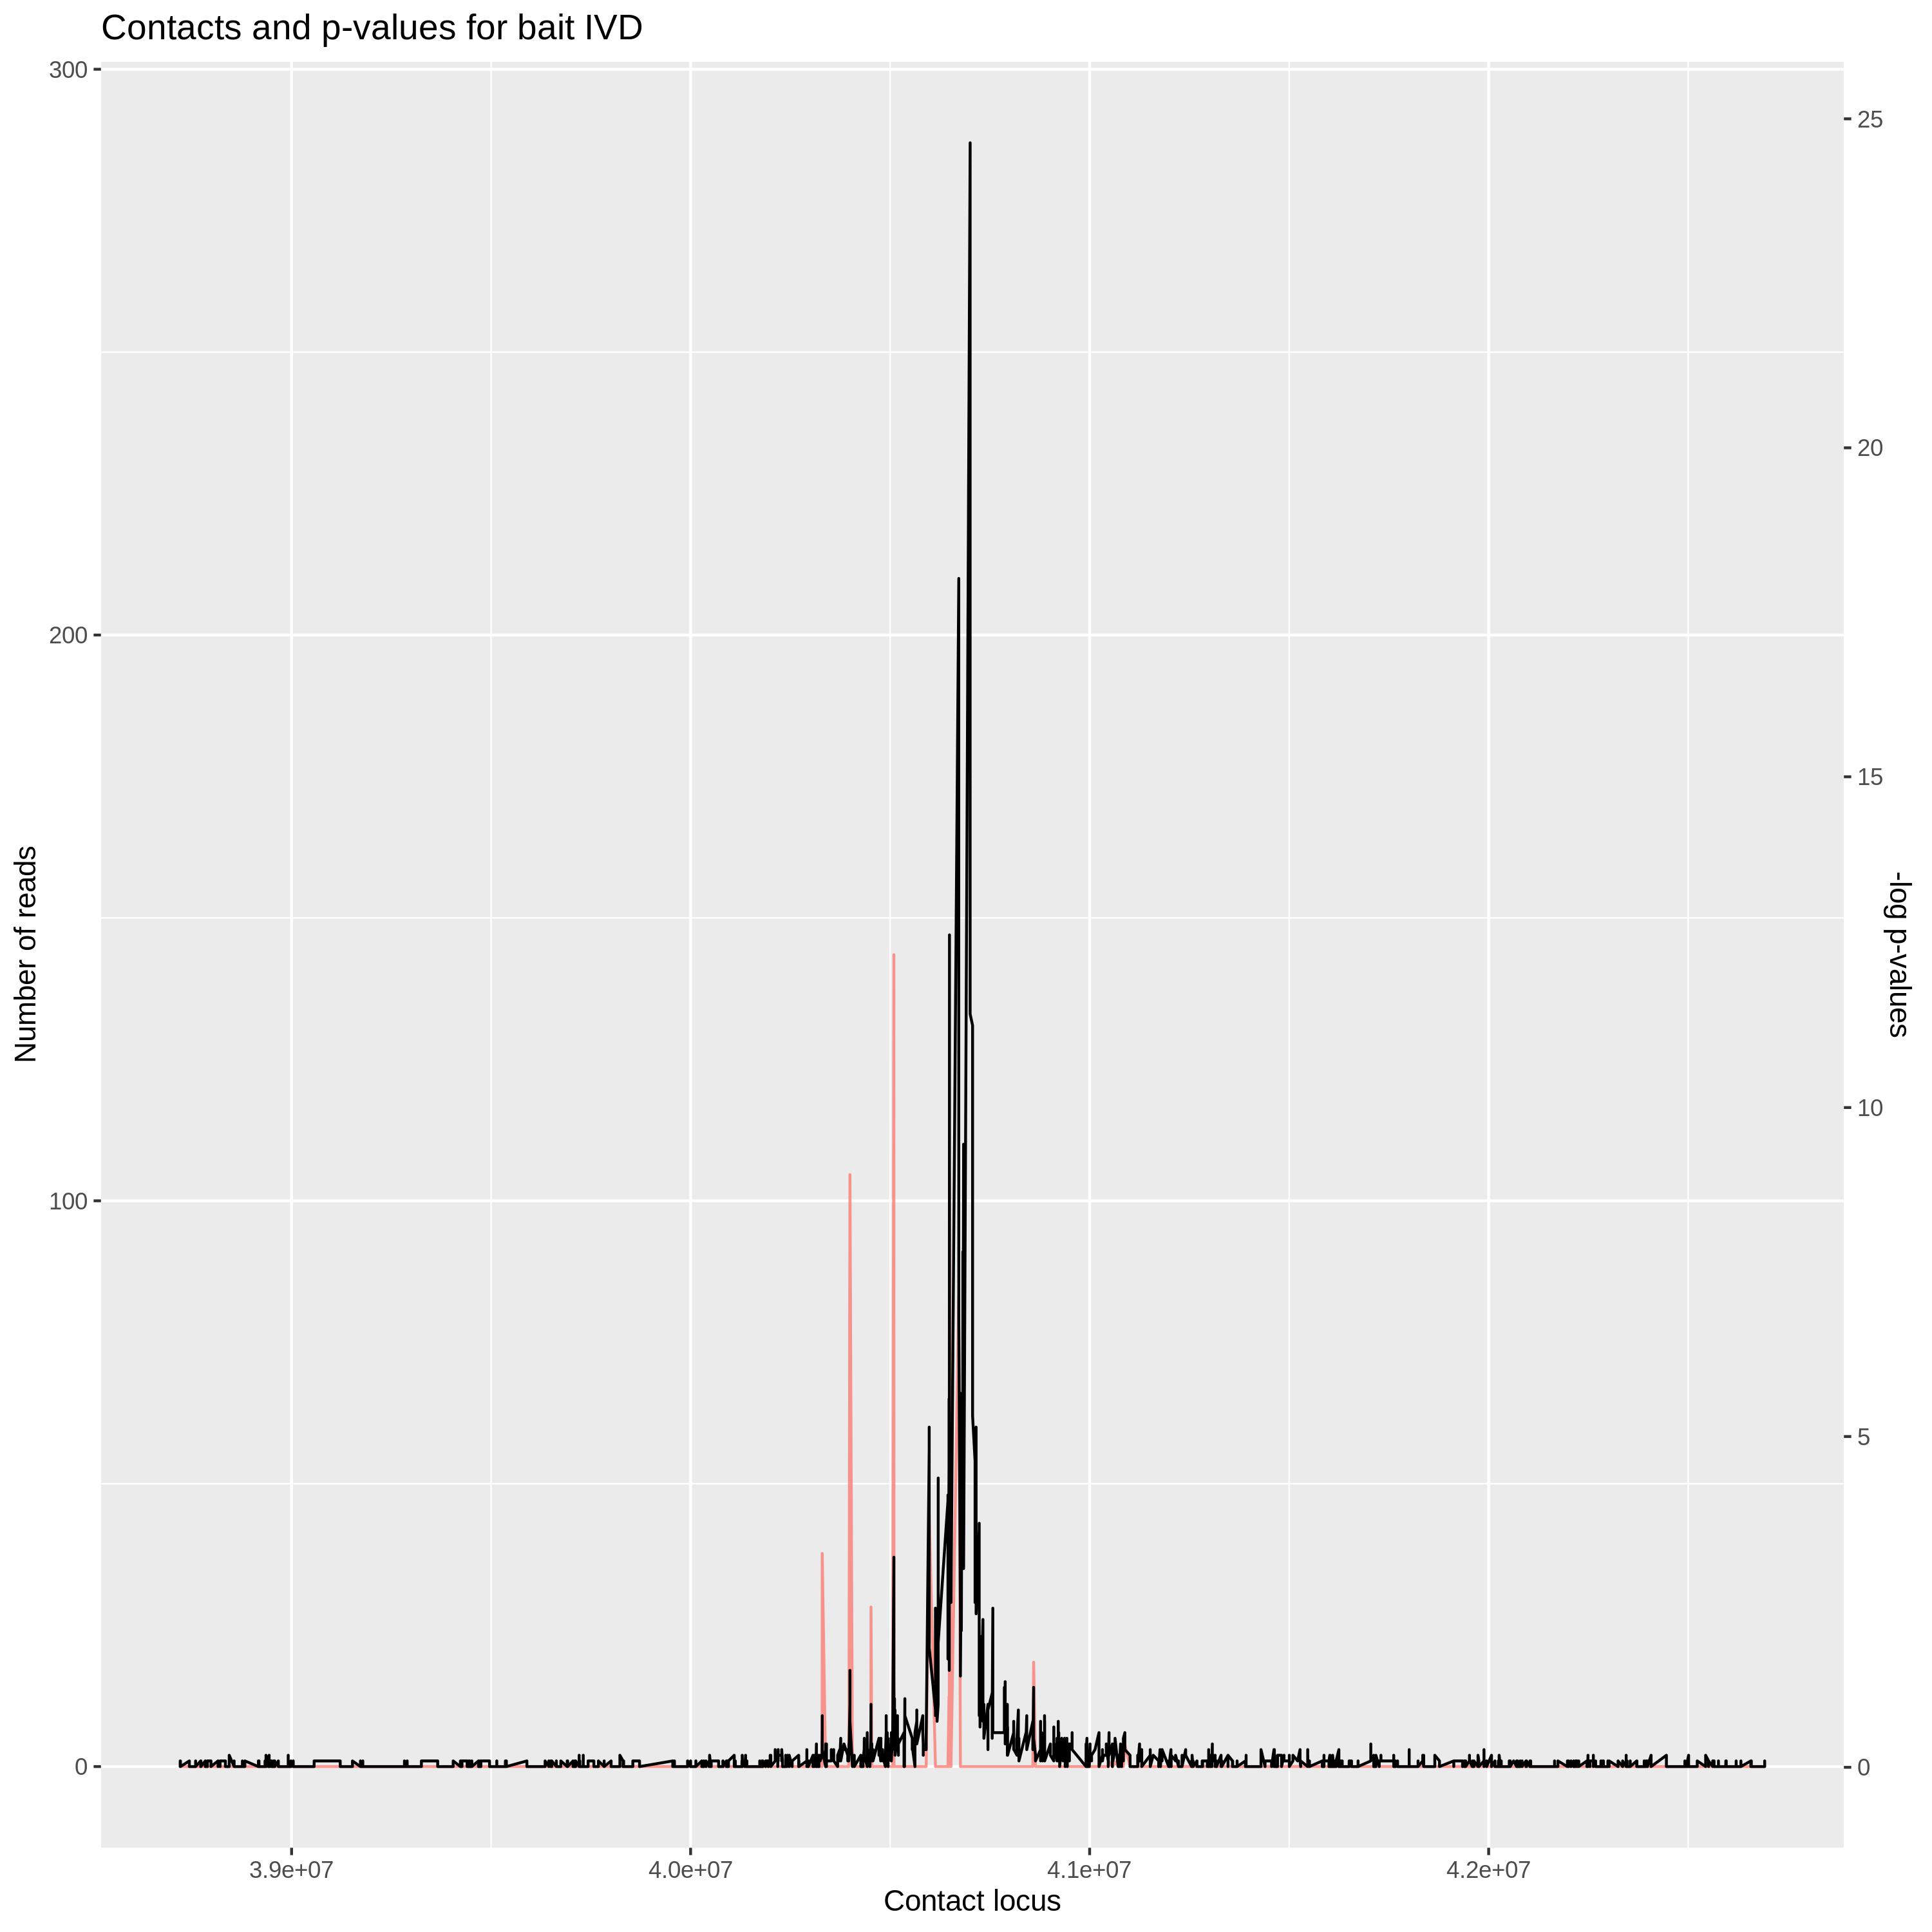 Contacts and p-values for bait IVD
300
200
100
0
Number of reads
25
20
15
10
5
0
-log p-values
3.9e+07
4.0e+07
4.1e+07
4.2e+07
Contact locus